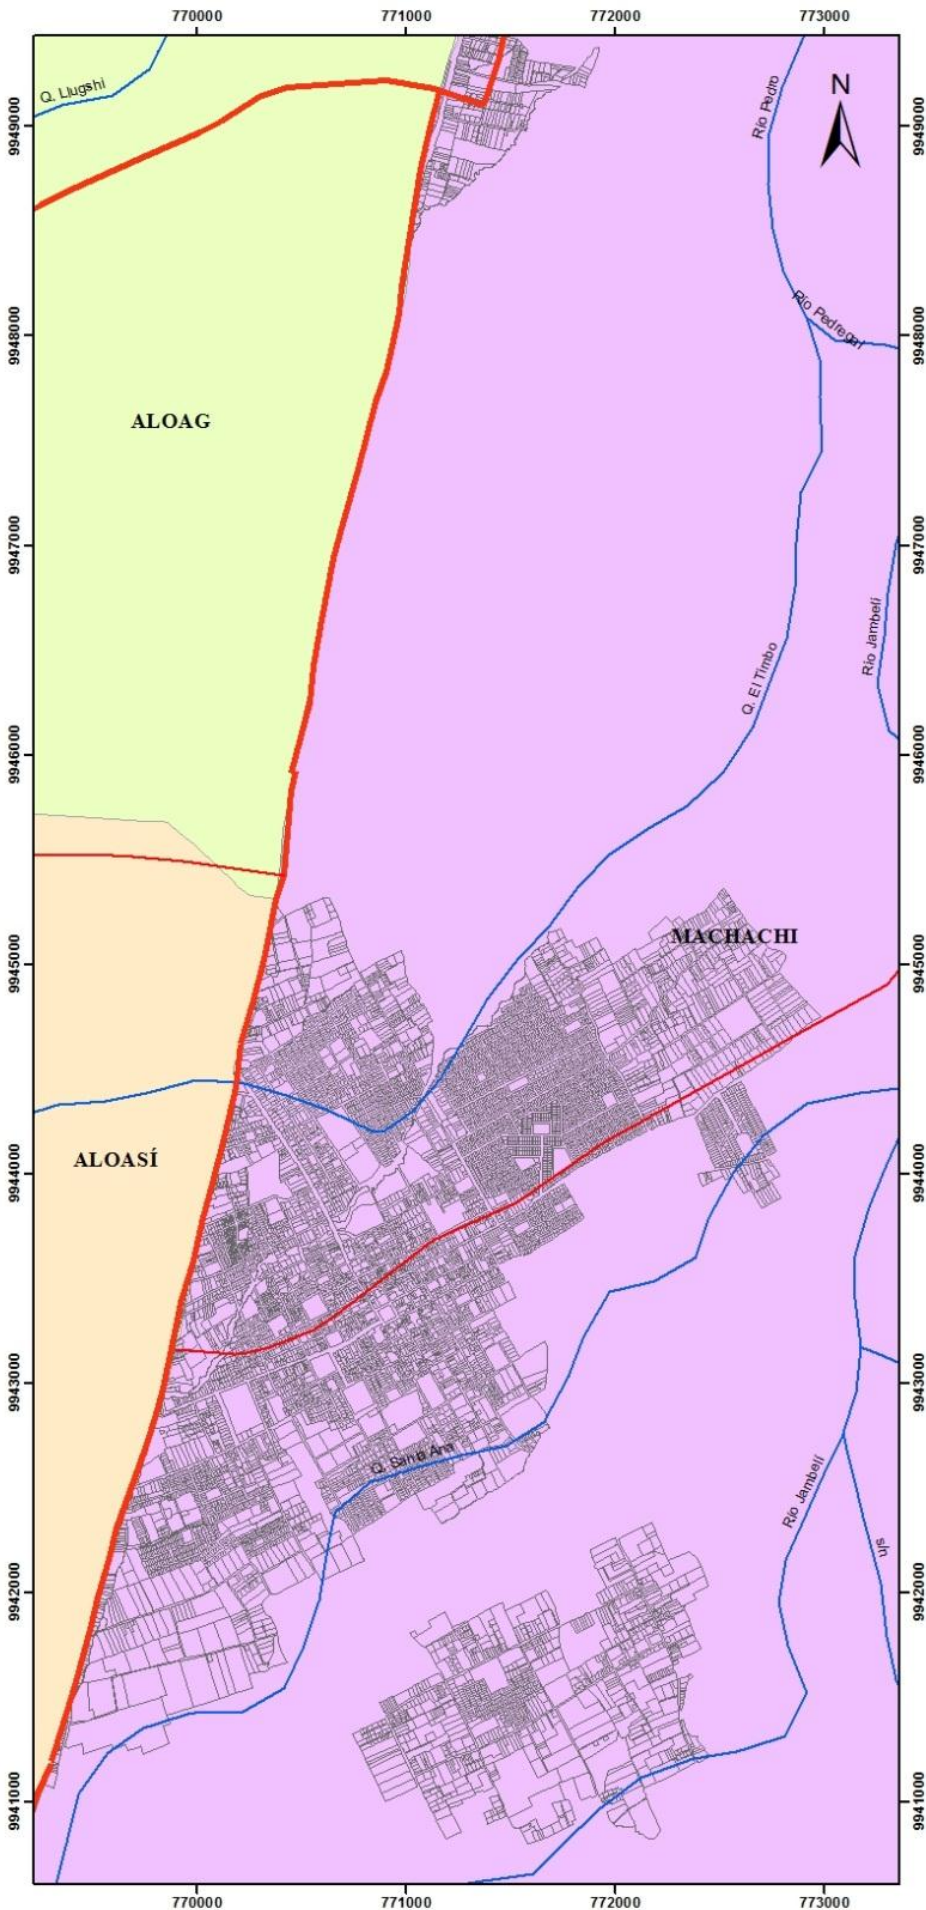 770000 771000 772000 773000
N
Q. Llugshi
Río Pedro
9949000 9949000
Río Pedregal
9948000 9948000
ALOAG
9947000 9947000
Río Jambelí
Q. El Timbo
9946000 9946000
MACHACHI
9945000 9945000
ALOASÍ
9944000 9944000
9943000 9943000
Q. Santa Ana
Río Jambelí
s/n
9942000 9942000
9941000 9941000
770000 771000 772000 773000